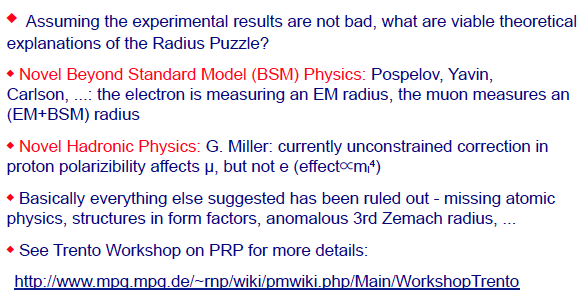 ◆ Assuming the experimental results are not bad, what are viable theoretical
explanations of the Radius Puzzle?
◆ Novel Beyond Standard Model (BSM) Physics: Pospelov, Yavin,
Carlson, ...: the electron is measuring an EM radius, the muon measures an
(EM+BSM) radius
◆ Novel Hadronic Physics: G. Miller: currently unconstrained correction in
proton polarizibility affects μ, but not e (effect∝mₗ⁴)
◆ Basically everything else suggested has been ruled out - missing atomic
physics, structures in form factors, anomalous 3rd Zemach radius, ...
◆ See Trento Workshop on PRP for more details:
http://www.mpq.mpg.de/~rnp/wiki/pmwiki.php/Main/WorkshopTrento